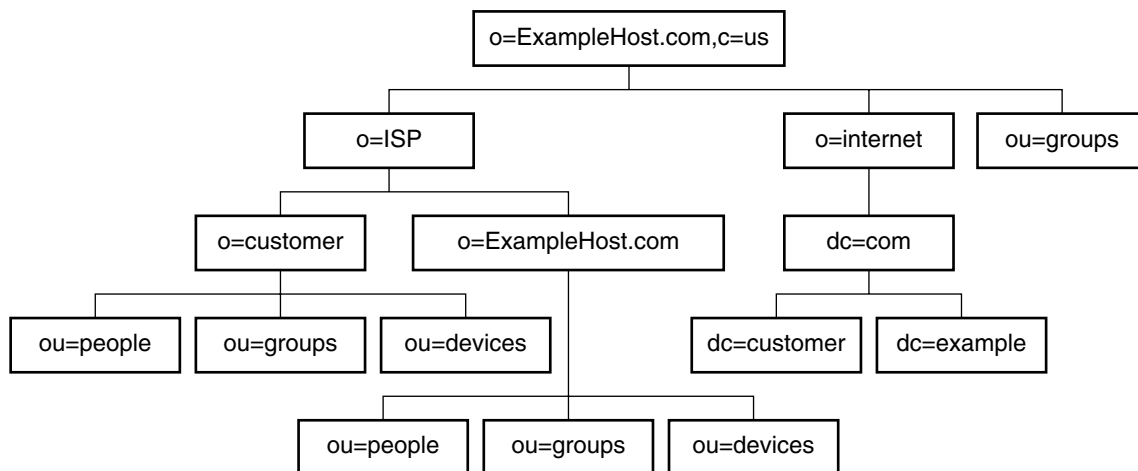 o=ExampleHost.com,c=us
o=ISP
o=internet
ou=groups
o=customer
o=ExampleHost.com
dc=com
ou=people
ou=groups
ou=devices
dc=customer
dc=example
ou=people
ou=groups
ou=devices